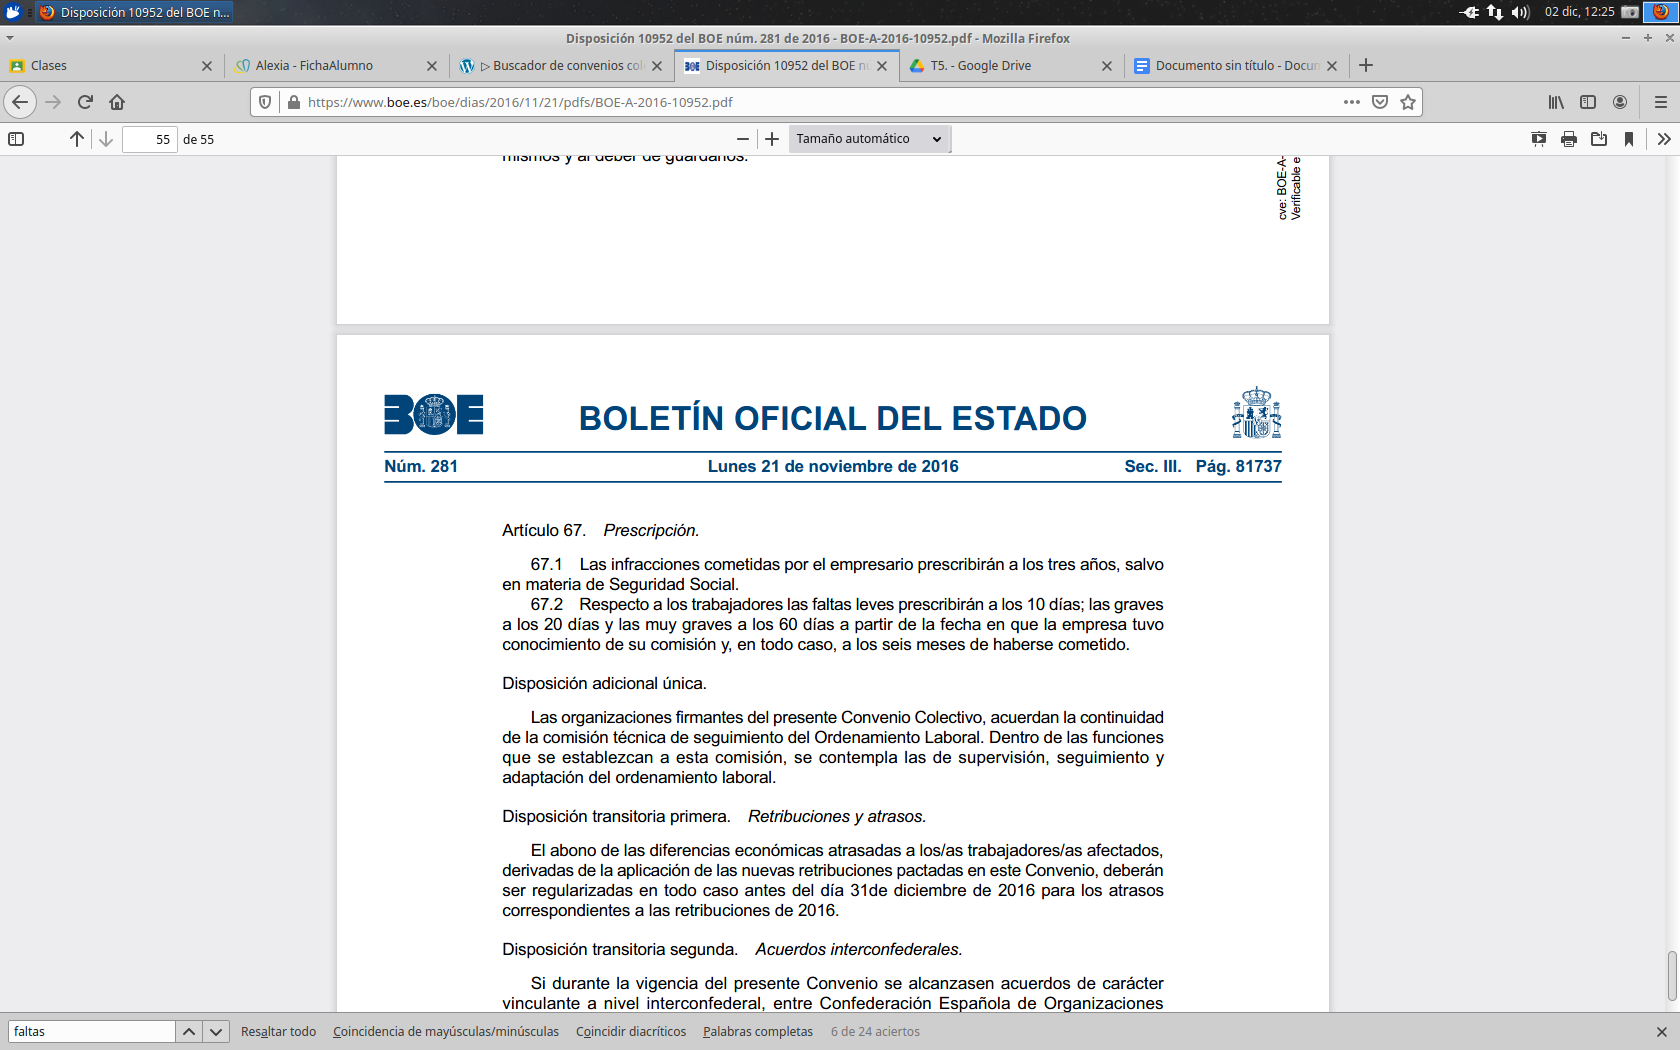 Disposición 10952 del BOE n...
02 dic, 12:25
Disposición 10952 del BOE núm. 281 de 2016 - BOE-A-2016-10952.pdf - Mozilla Firefox
Clases
Alexia - FichaAlumno
▷ Buscador de convenios col
Disposición 10952 del BOE n
T5. - Google Drive
Documento sin título - Docu
https://www.boe.es/boe/dias/2016/11/21/pdfs/BOE-A-2016-10952.pdf
55 de 55
Tamaño automático
mismos y al deber de guardarlos.
cve: BOE-A-
Verificable e
BOE
BOLETÍN OFICIAL DEL ESTADO
Núm. 281 Lunes 21 de noviembre de 2016 Sec. III. Pág. 81737
Artículo 67. Prescripción.
67.1 Las infracciones cometidas por el empresario prescribirán a los tres años, salvo
en materia de Seguridad Social.
67.2 Respecto a los trabajadores las faltas leves prescribirán a los 10 días; las graves
a los 20 días y las muy graves a los 60 días a partir de la fecha en que la empresa tuvo
conocimiento de su comisión y, en todo caso, a los seis meses de haberse cometido.
Disposición adicional única.
Las organizaciones firmantes del presente Convenio Colectivo, acuerdan la continuidad
de la comisión técnica de seguimiento del Ordenamiento Laboral. Dentro de las funciones
que se establezcan a esta comisión, se contempla las de supervisión, seguimiento y
adaptación del ordenamiento laboral.
Disposición transitoria primera. Retribuciones y atrasos.
El abono de las diferencias económicas atrasadas a los/as trabajadores/as afectados,
derivadas de la aplicación de las nuevas retribuciones pactadas en este Convenio, deberán
ser regularizadas en todo caso antes del día 31de diciembre de 2016 para los atrasos
correspondientes a las retribuciones de 2016.
Disposición transitoria segunda. Acuerdos interconfederales.
Si durante la vigencia del presente Convenio se alcanzasen acuerdos de carácter
vinculante a nivel interconfederal, entre Confederación Española de Organizaciones
faltas
Resaltar todo
Coincidencia de mayúsculas/minúsculas
Coincidir diacríticos
Palabras completas
6 de 24 aciertos